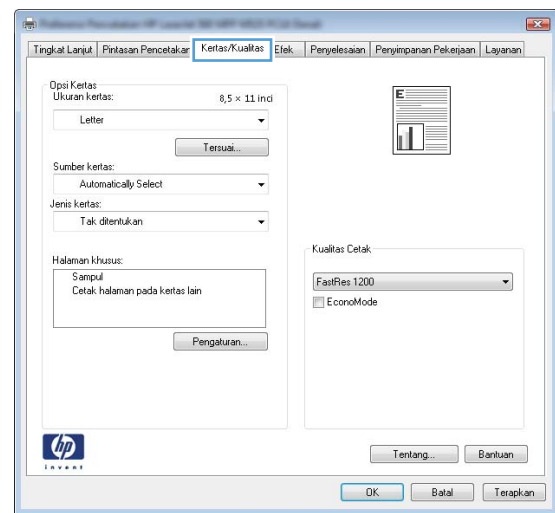 Tingkat Lanjut Pintasan Pencetakan Kertas/Kualitas Efek Penyelesaian Penyimpanan Pekerjaan Layanan
Opsi Kertas
Ukuran kertas: 8,5 × 11 inci
Letter
Tersuai...
Sumber kertas:
Automatically Select
Jenis kertas:
Tak ditentukan
Halaman khusus:
Sampul
Cetak halaman pada kertas lain
Pengaturan...
E
Kualitas Cetak
FastRes 1200
EconoMode
hp
invent
Tentang... Bantuan
OK Batal Terapkan